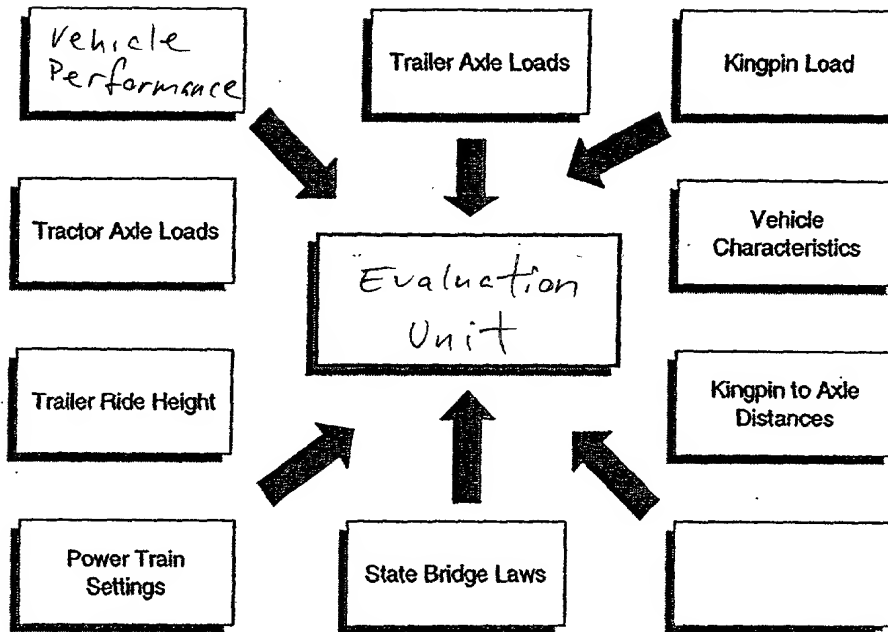 Vehicle
Performance
Trailer Axle Loads
Kingpin Load
Tractor Axle Loads
Vehicle
Characteristics
Evaluation
Unit
Trailer Ride Height
Kingpin to Axle
Distances
Power Train
Settings
State Bridge Laws